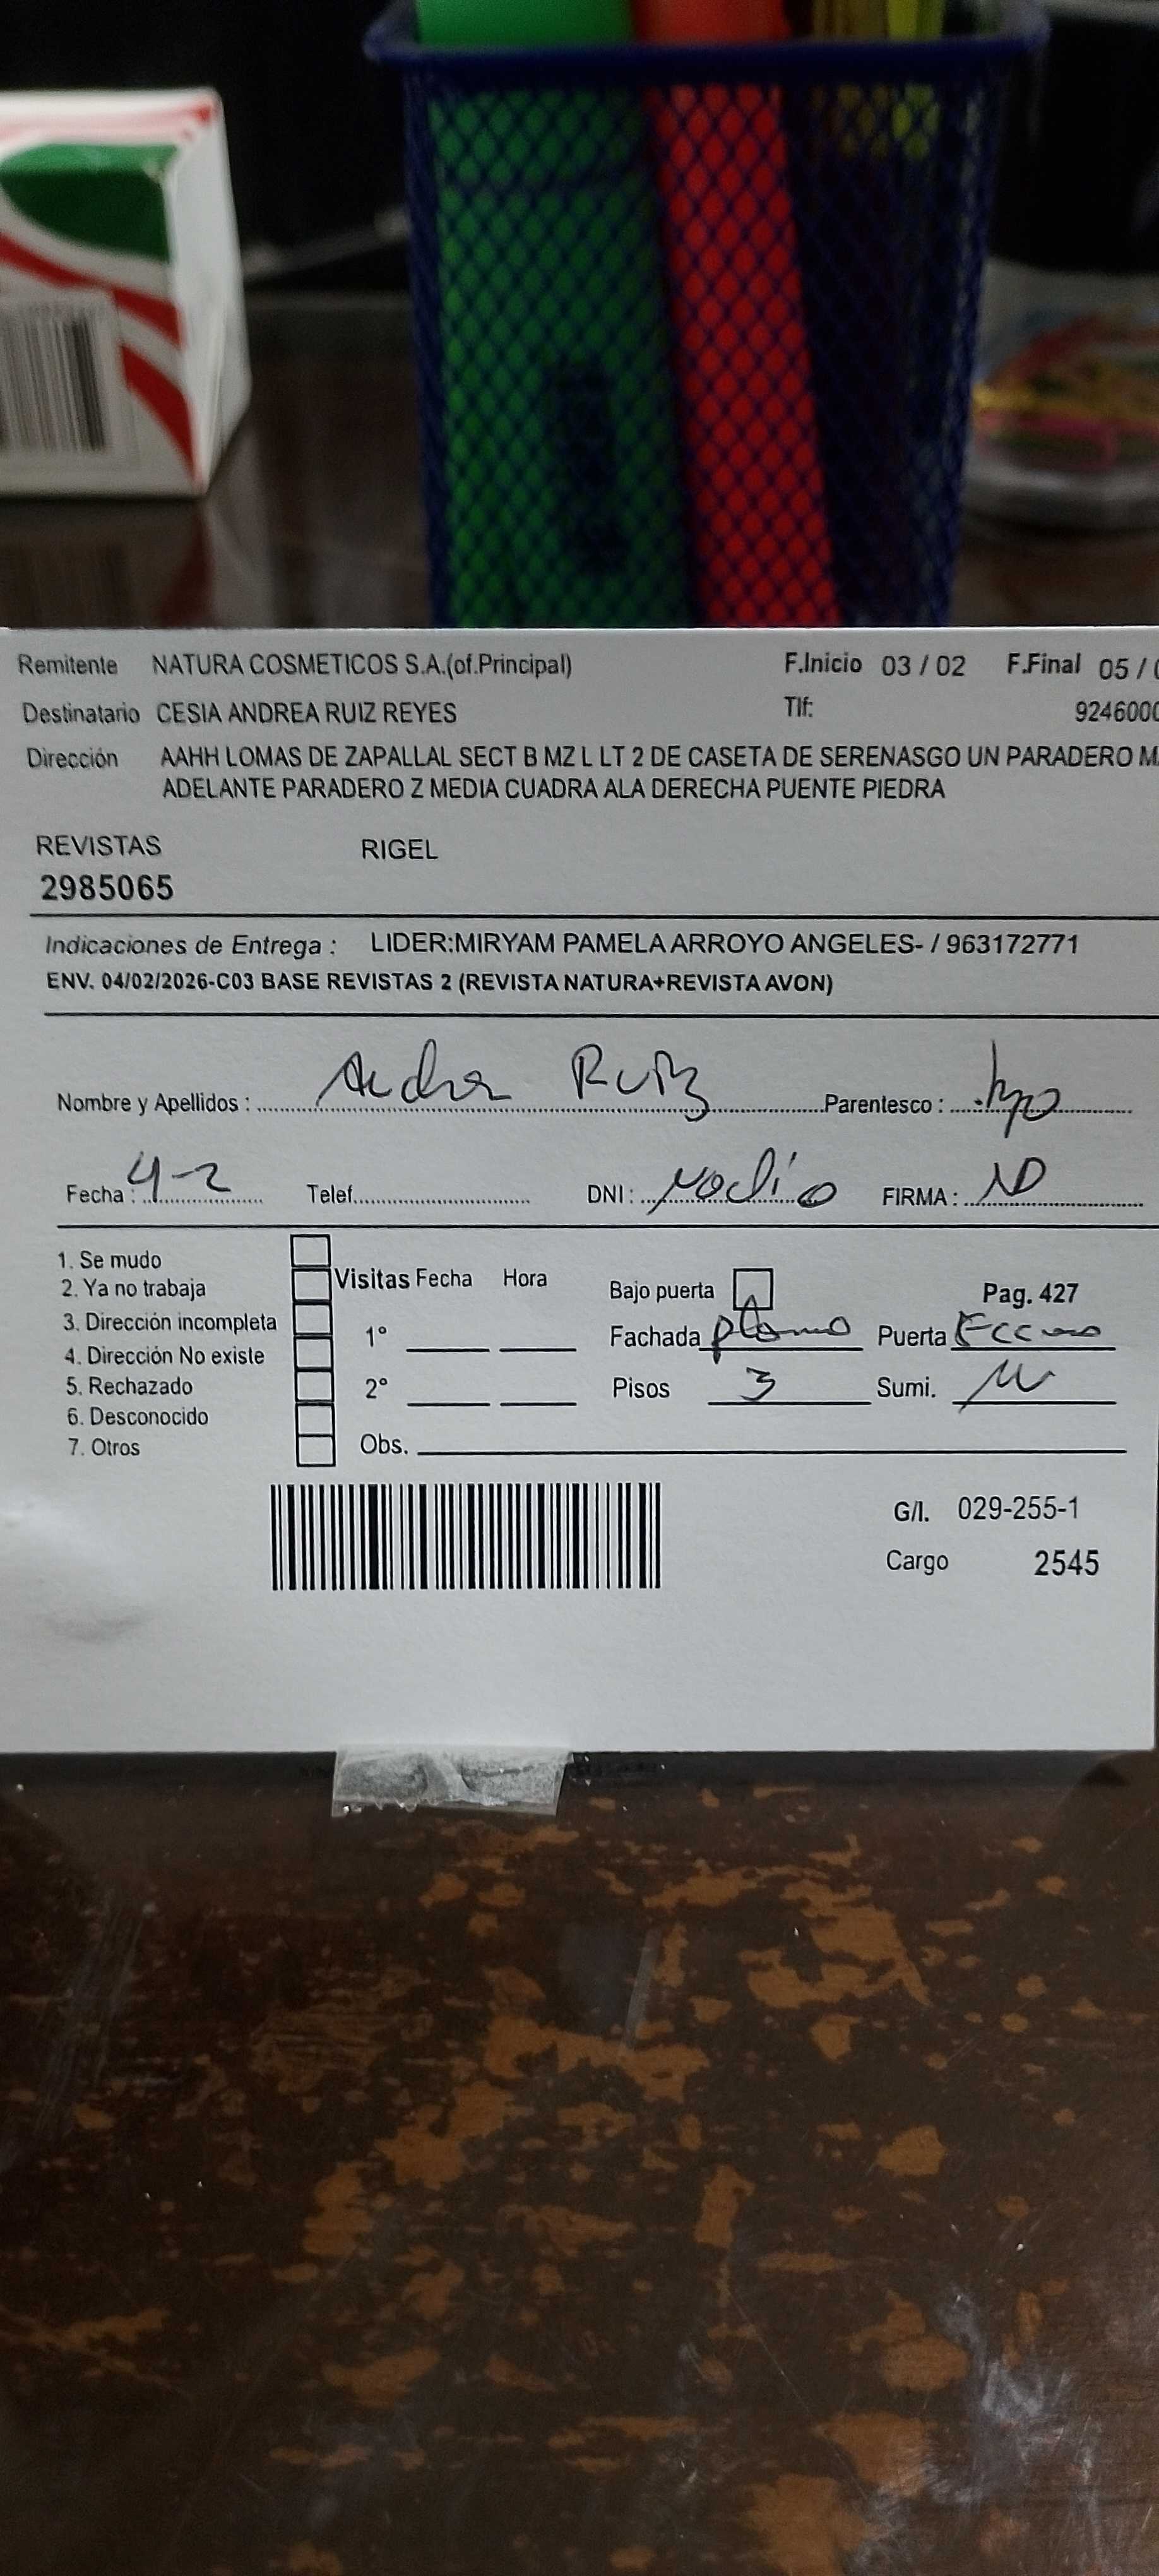 Remitente NATURA COSMETICOS S.A.(of.Principal) F.Inicio 03 / 02 F.Final 05 /
Destinatario CESIA ANDREA RUIZ REYES Tlf: 9246000
Dirección AAHH LOMAS DE ZAPALLAL SECT B MZ L LT 2 DE CASETA DE SERENASGO UN PARADERO M
ADELANTE PARADERO Z MEDIA CUADRA ALA DERECHA PUENTE PIEDRA
REVISTAS RIGEL
2985065
Indicaciones de Entrega : LIDER:MIRYAM PAMELA ARROYO ANGELES- / 963172771
ENV. 04/02/2026-C03 BASE REVISTAS 2 (REVISTA NATURA+REVISTA AVON)
Nombre y Apellidos : Andrea Ruiz Parentesco :
Fecha : 4-2 Telef. DNI : FIRMA :
1. Se mudo
2. Ya no trabaja Visitas Fecha Hora Bajo puerta Pag. 427
3. Dirección incompleta 1° Fachada plomo Puerta
4. Dirección No existe
5. Rechazado 2° Pisos 3 Sumi.
6. Desconocido
7. Otros Obs.
G/I. 029-255-1
Cargo 2545